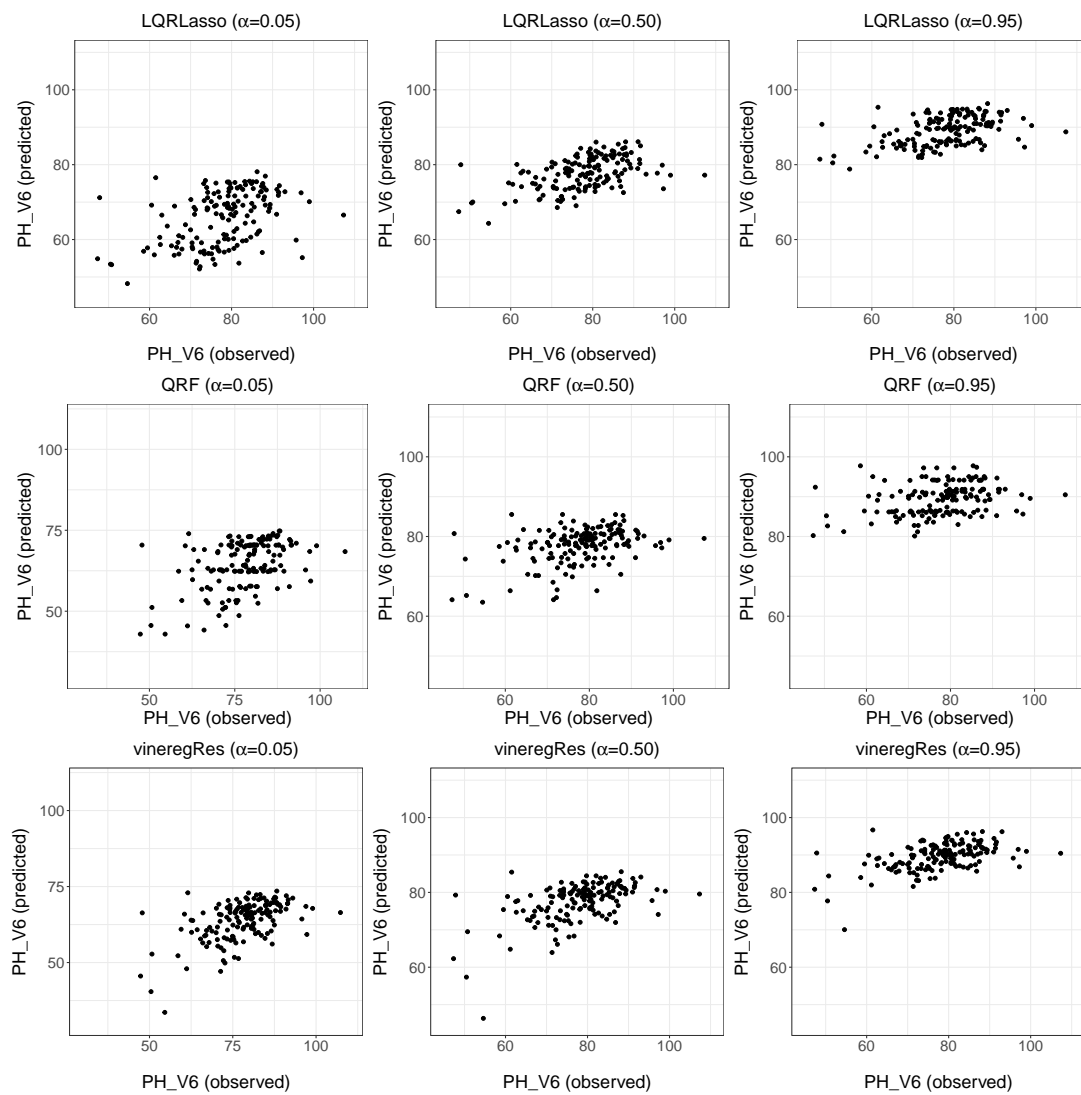 LQRLasso (α=0.05) LQRLasso (α=0.50) LQRLasso (α=0.95)
PH_V6 (predicted) PH_V6 (predicted) PH_V6 (predicted)
100 100 100
80 80 80
60 60 60
60 80 100 60 80 100 60 80 100
PH_V6 (observed) PH_V6 (observed) PH_V6 (observed)
QRF (α=0.05) QRF (α=0.50) QRF (α=0.95)
PH_V6 (predicted) PH_V6 (predicted) PH_V6 (predicted)
100 100 100
75 80 80
50 60 60
50 75 100 60 80 100 60 80 100
PH_V6 (observed) PH_V6 (observed) PH_V6 (observed)
vineregRes (α=0.05) vineregRes (α=0.50) vineregRes (α=0.95)
PH_V6 (predicted) PH_V6 (predicted) PH_V6 (predicted)
100 100 100
75 80 80
50 60 60
50 75 100 60 80 100 60 80 100
PH_V6 (observed) PH_V6 (observed) PH_V6 (observed)